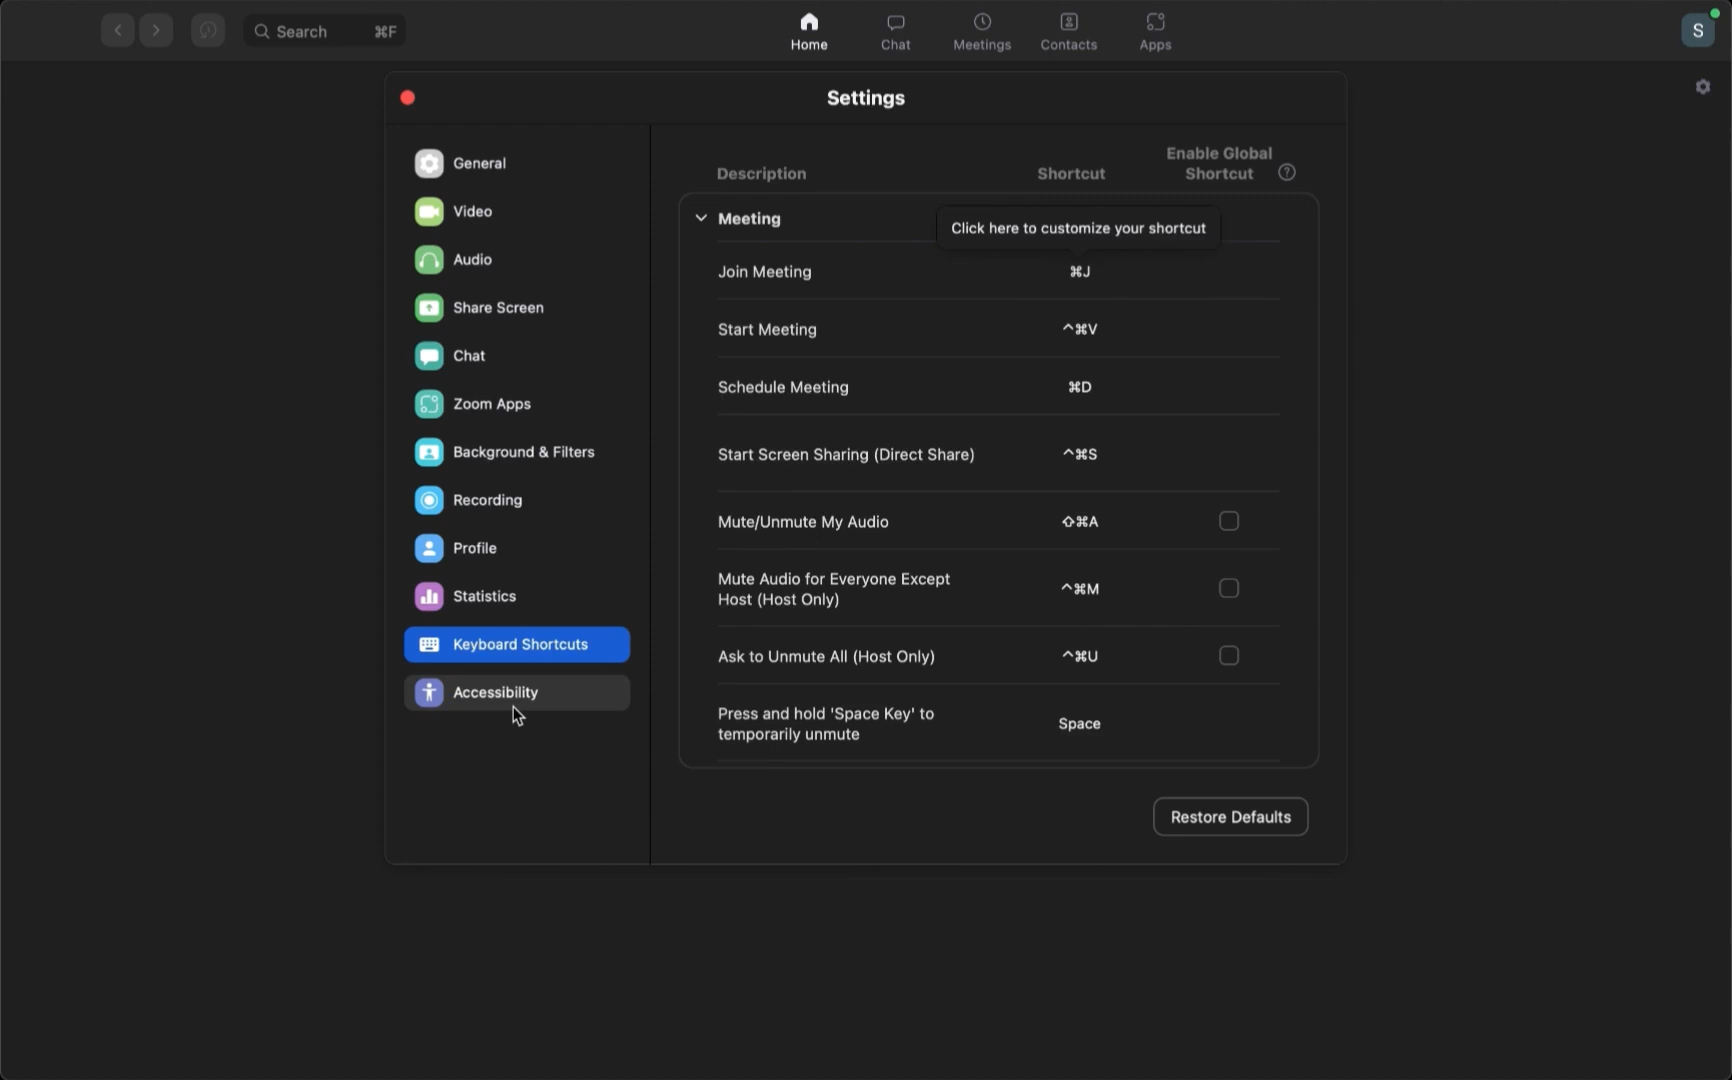 Search ⌘F
Home
Chat
Meetings
Contacts
Apps
S
Settings
General
Video
Audio
Share Screen
Chat
Zoom Apps
Background & Filters
Recording
Profile
Statistics
Keyboard Shortcuts
Accessibility
Description
Shortcut
Enable Global
Shortcut ?
Meeting
Click here to customize your shortcut
Join Meeting ⌘J
Start Meeting ^⌘V
Schedule Meeting ⌘D
Start Screen Sharing (Direct Share) ^⌘S
Mute/Unmute My Audio ⇧⌘A
Mute Audio for Everyone Except
Host (Host Only) ^⌘M
Ask to Unmute All (Host Only) ^⌘U
Press and hold 'Space Key' to
temporarily unmute
Space
Restore Defaults